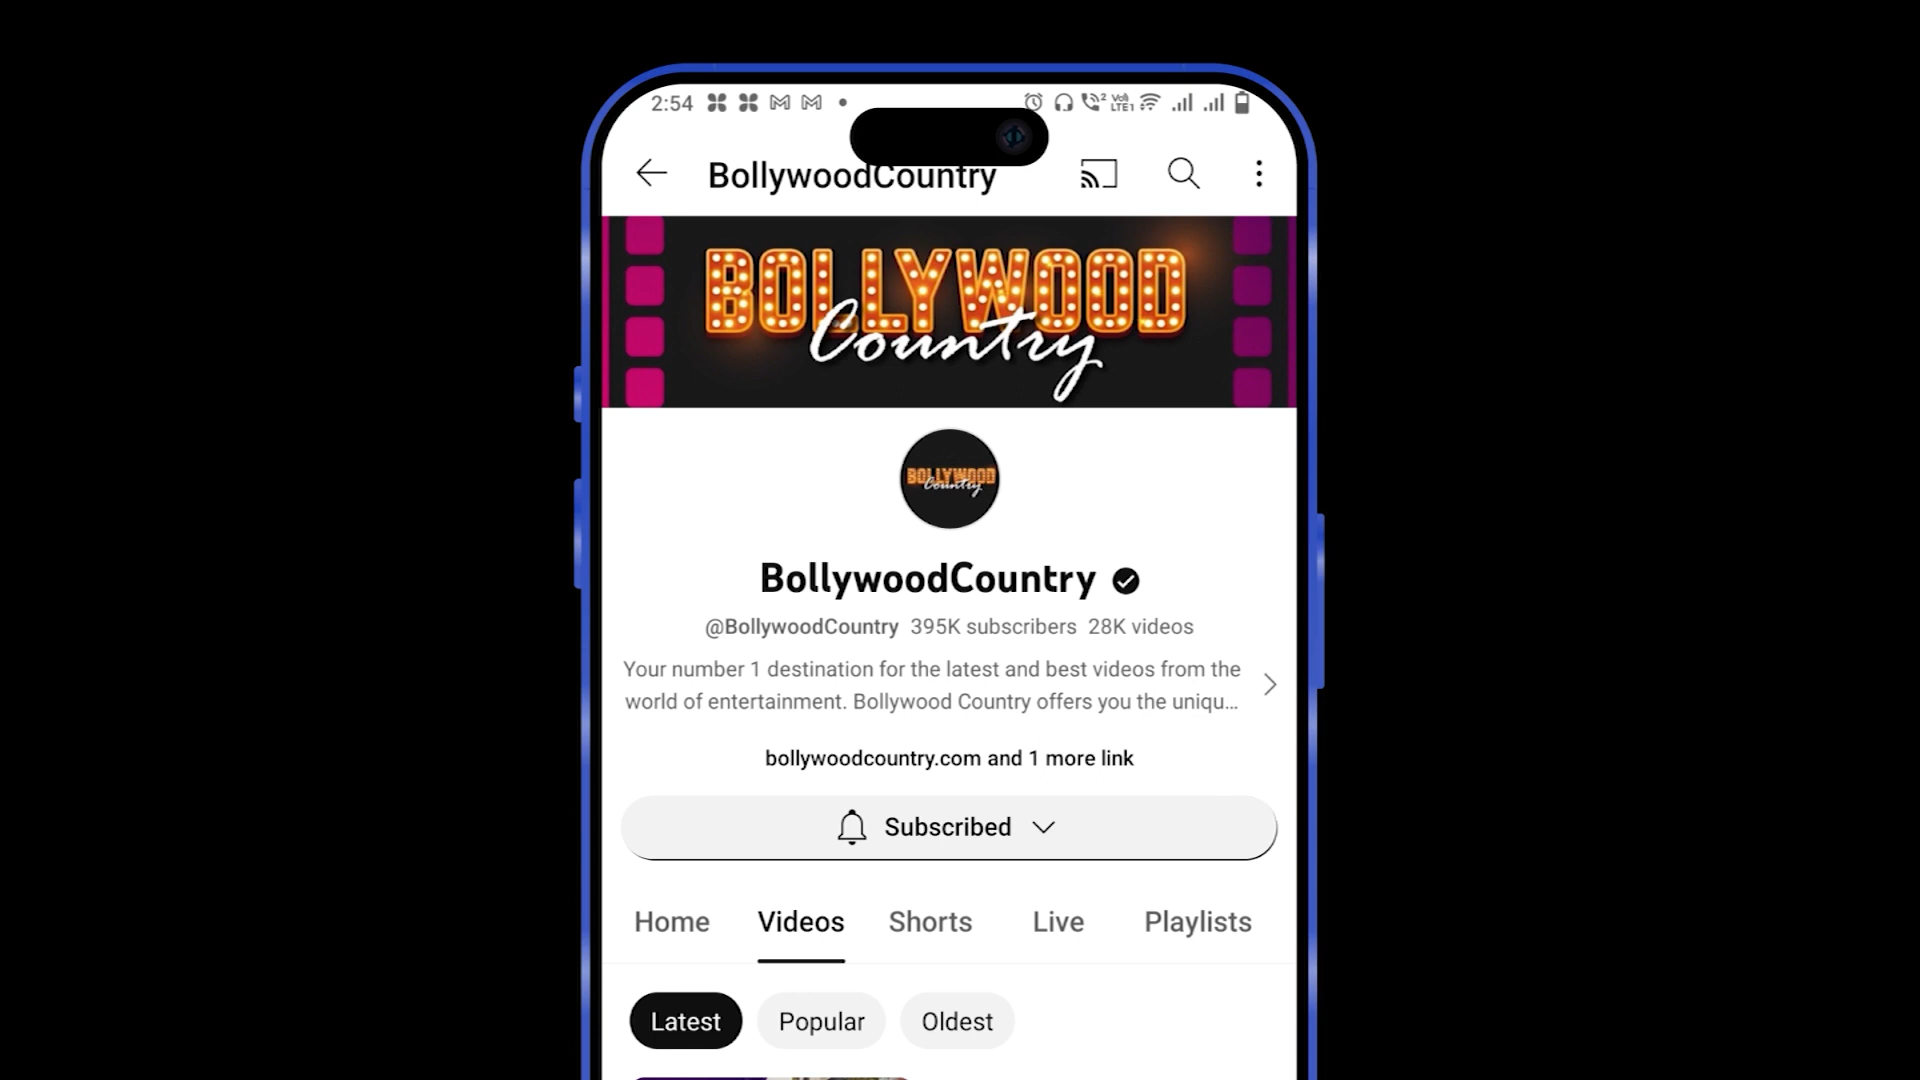 2:54
Vo)) LTE1
BollywoodCountry
BOLLYWOOD
Country
BOLLYWOOD
Country
BollywoodCountry
@BollywoodCountry 395K subscribers 28K videos
Your number 1 destination for the latest and best videos from the
world of entertainment. Bollywood Country offers you the uniqu...
bollywoodcountry.com and 1 more link
Subscribed
Home Videos Shorts Live Playlists
Latest Popular Oldest